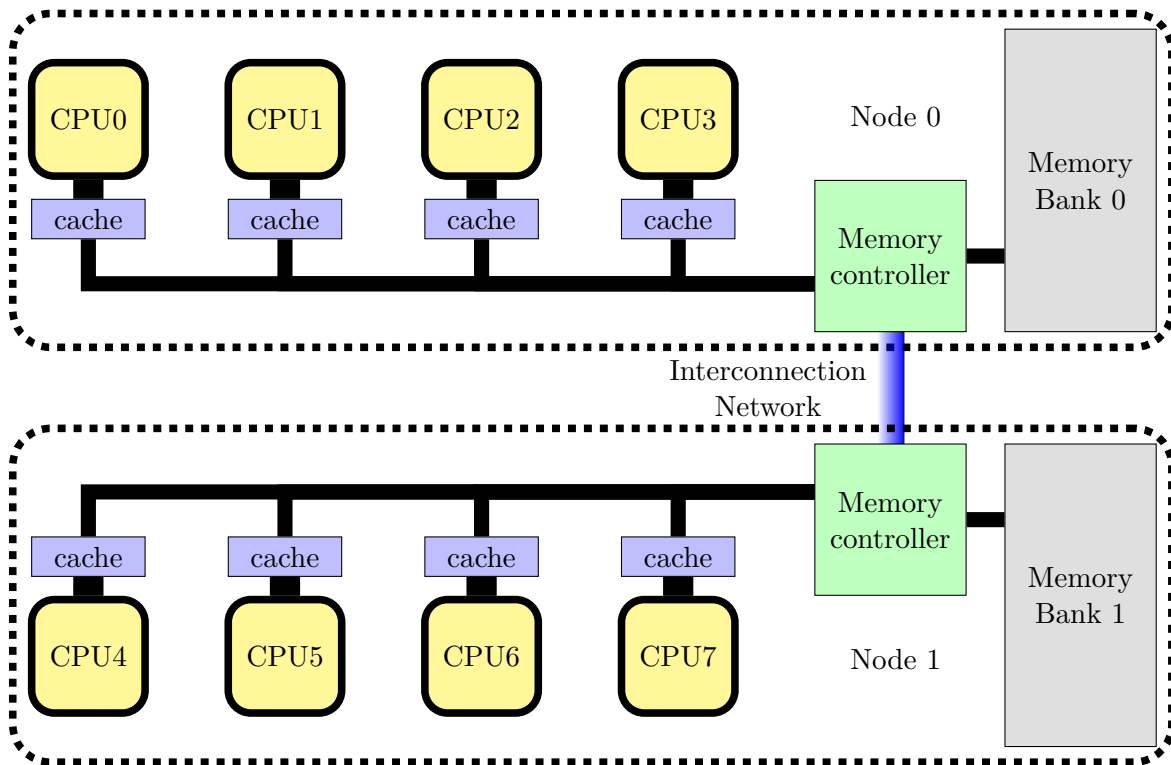 CPU0
CPU1
CPU2
CPU3
Node 0
Memory
Bank 0
cache
cache
cache
cache
Memory
controller
Interconnection
Network
Memory
controller
cache
cache
cache
cache
Memory
Bank 1
CPU4
CPU5
CPU6
CPU7
Node 1